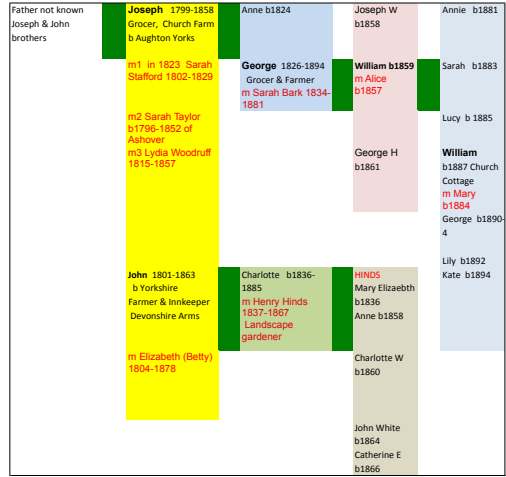 Father not known
Joseph & John
brothers
Joseph 1799-1858
Grocer, Church Farm
b Aughton Yorks
m1 in 1823 Sarah
Stafford 1802-1829
m2 Sarah Taylor
b1796-1852 of
Ashover
m3 Lydia Woodruff
1815-1857
John 1801-1863
b Yorkshire
Farmer & Innkeeper
Devonshire Arms
m Elizabeth (Betty)
1804-1878
Anne b1824
George 1826-1894
Grocer & Farmer
m Sarah Bark 1834-
1881
Charlotte b1836-
1885
m Henry Hinds
1837-1867
Landscape
gardener
Joseph W
b1858
William b1859
m Alice
b1857
George H
b1861
HINDS
Mary Elizaebth
b1836
Anne b1858
Charlotte W
b1860
John White
b1864
Catherine E
b1866
Annie b1881
Sarah b1883
Lucy b 1885
William
b1887 Church
Cottage
m Mary
b1884
George b1890-
4
Lily b1892
Kate b1894